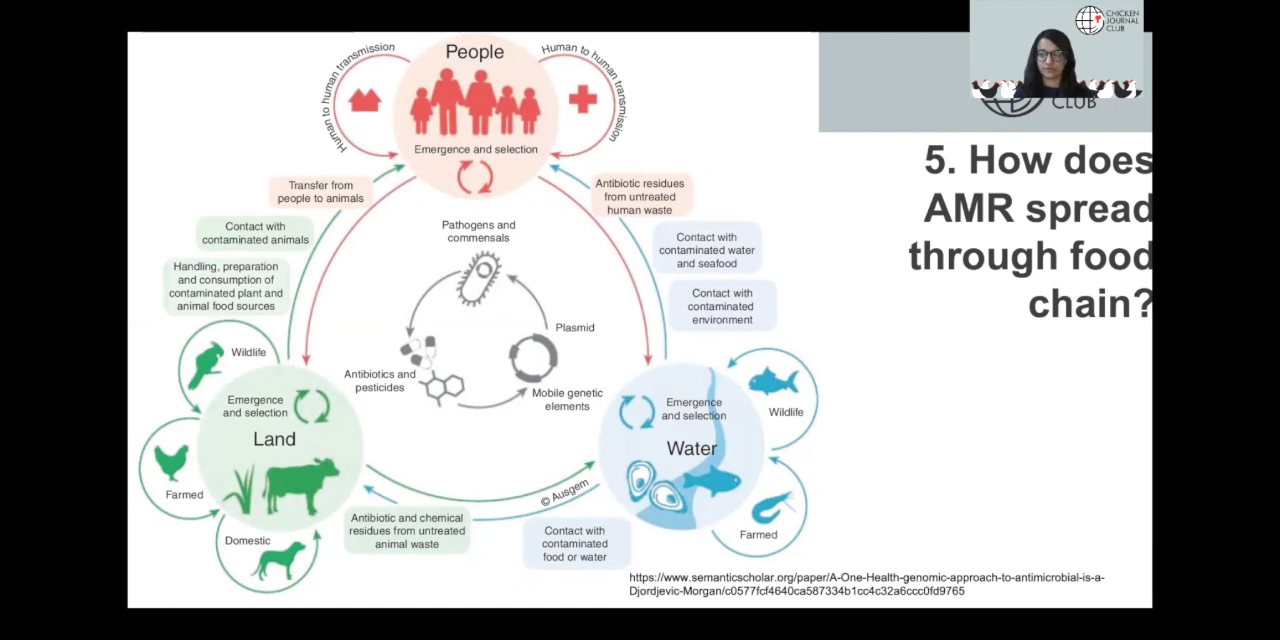 CHICKEN
JOURNAL
CLUB
CLUB
5. How does
AMR spread
through food
chain?
People
Human to human transmission
Human to human transmission
Emergence and selection
Transfer from
people to animals
Antibiotic residues
from untreated
human waste
Contact with
contaminated animals
Pathogens and
commensals
Contact with
contaminated water
and seafood
Handling, preparation
and consumption of
contaminated plant and
animal food sources
Contact with
contaminated
environment
Plasmid
Wildlife
Antibiotics and
pesticides
Mobile genetic
elements
Emergence
and selection
Land
Emergence
and selection
Water
Wildlife
Farmed
Farmed
Domestic
© Ausgem
Antibiotic and chemical
residues from untreated
animal waste
Contact with
contaminated
food or water
https://www.semanticscholar.org/paper/A-One-Health-genomic-approach-to-antimicrobial-is-a-
Djordjevic-Morgan/c0577fcf4640ca587334b1cc4c32a6ccc0fd9765